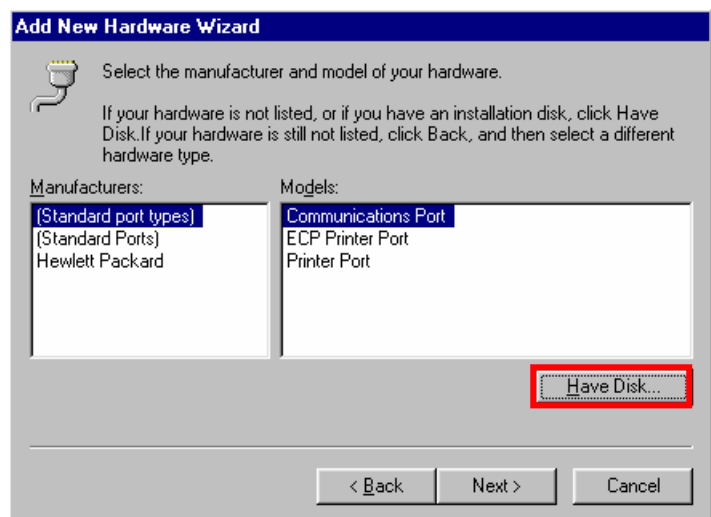 Add New Hardware Wizard
Select the manufacturer and model of your hardware.
If your hardware is not listed, or if you have an installation disk, click Have
Disk.If your hardware is still not listed, click Back, and then select a different
hardware type.
Manufacturers:
(Standard port types)
(Standard Ports)
Hewlett Packard
Models:
Communications Port
ECP Printer Port
Printer Port
Have Disk...
< Back
Next >
Cancel